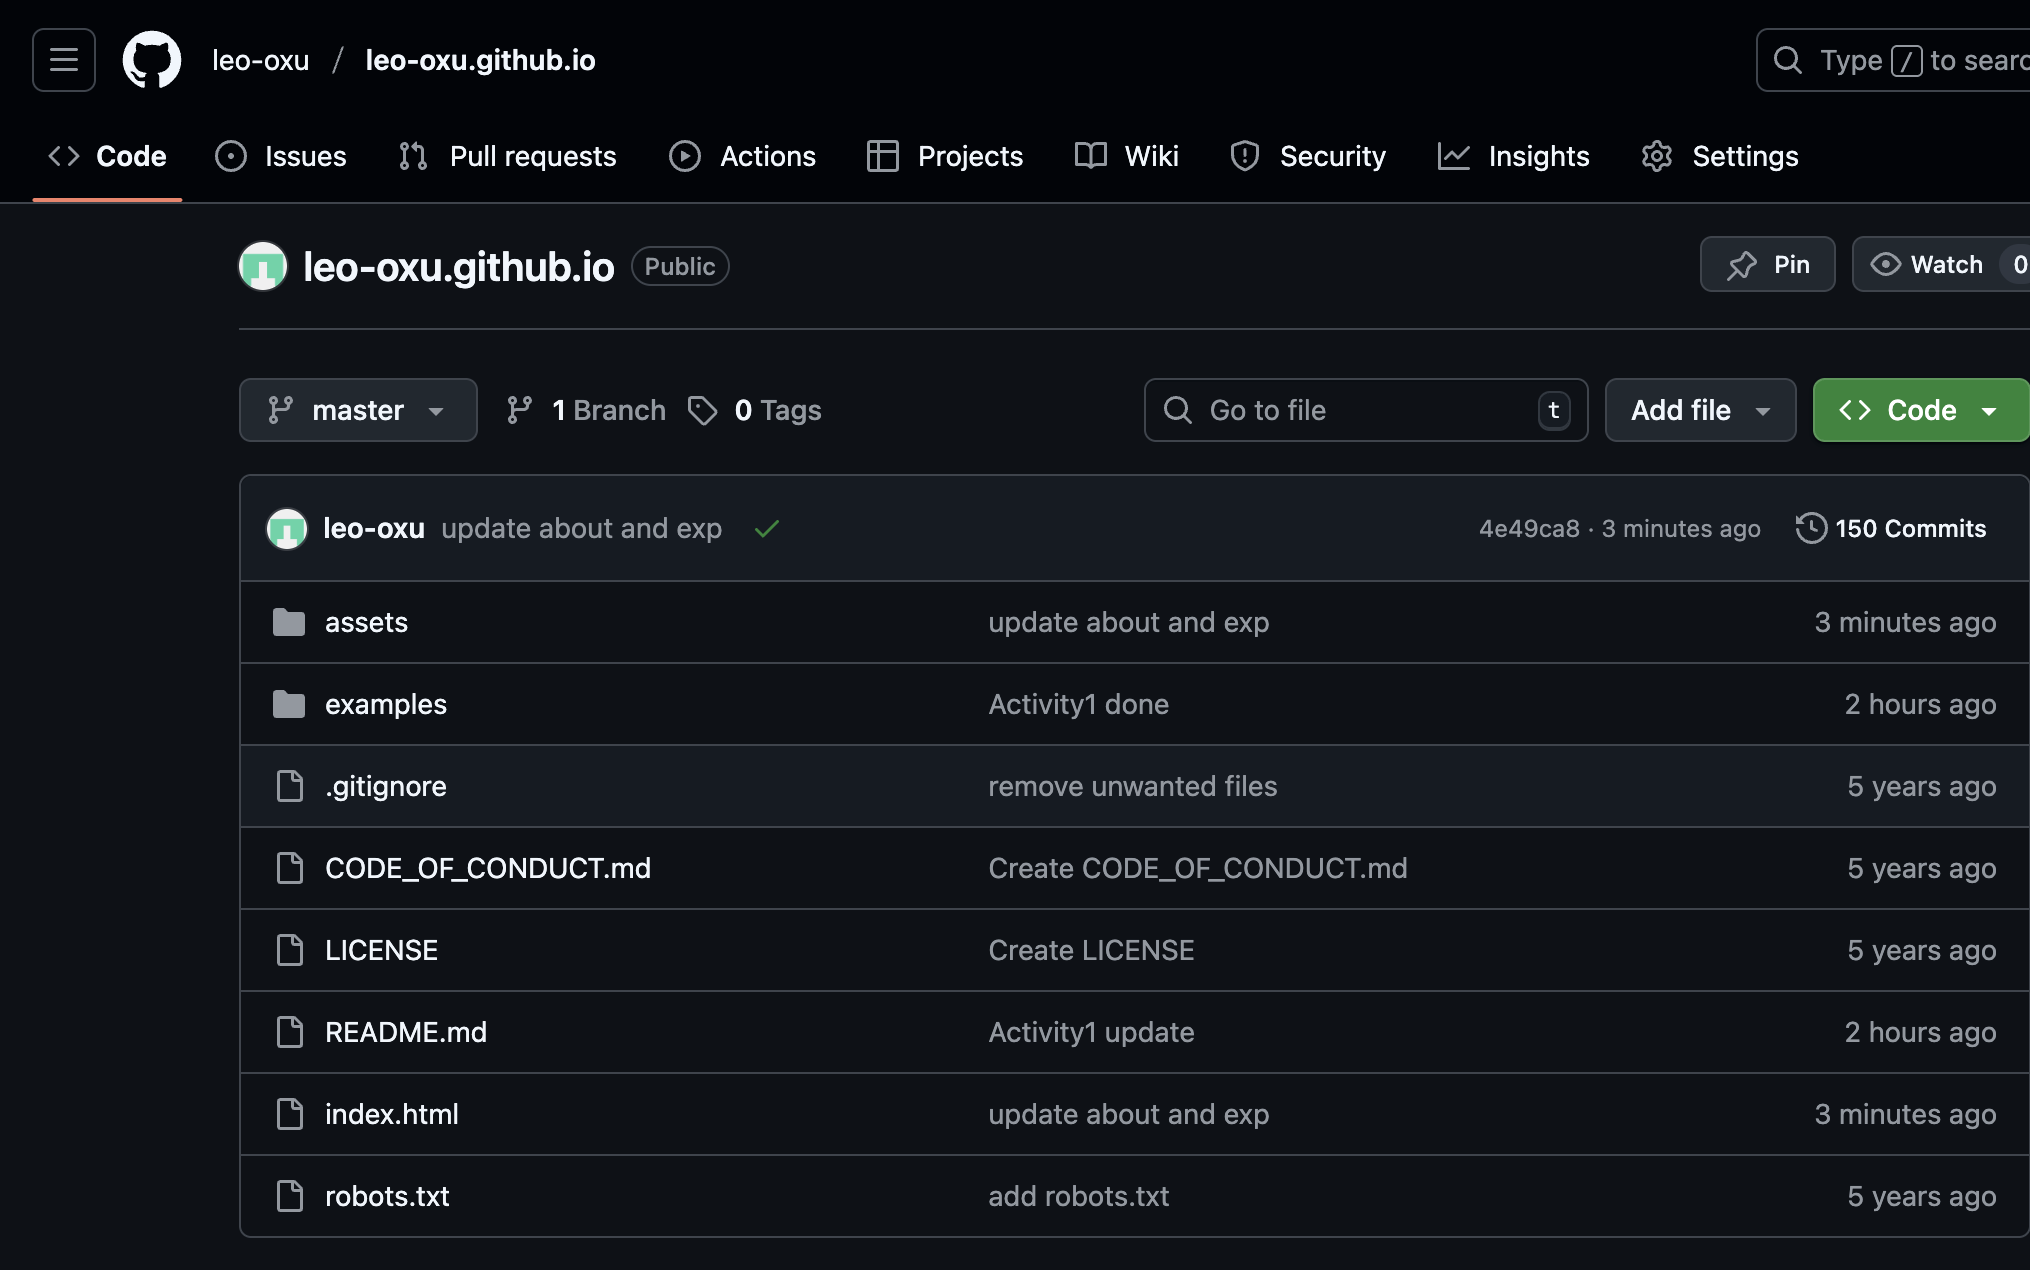 leo-oxu / leo-oxu.github.io
Type / to searc
Code Issues Pull requests Actions Projects Wiki Security Insights Settings
leo-oxu.github.io Public
Pin Watch 0
master 1 Branch 0 Tags Go to file t Add file Code
leo-oxu update about and exp 4e49ca8 · 3 minutes ago 150 Commits
assets update about and exp 3 minutes ago
examples Activity1 done 2 hours ago
.gitignore remove unwanted files 5 years ago
CODE_OF_CONDUCT.md Create CODE_OF_CONDUCT.md 5 years ago
LICENSE Create LICENSE 5 years ago
README.md Activity1 update 2 hours ago
index.html update about and exp 3 minutes ago
robots.txt add robots.txt 5 years ago